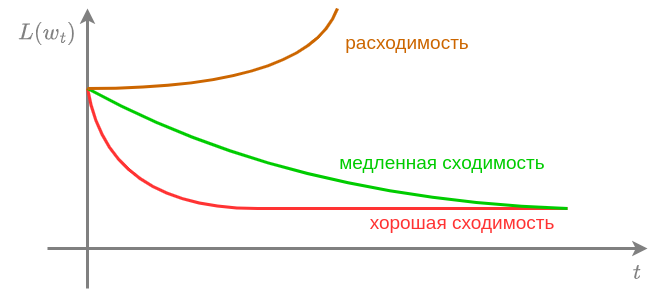 L(w_t)
расходимость
медленная сходимость
хорошая сходимость
t